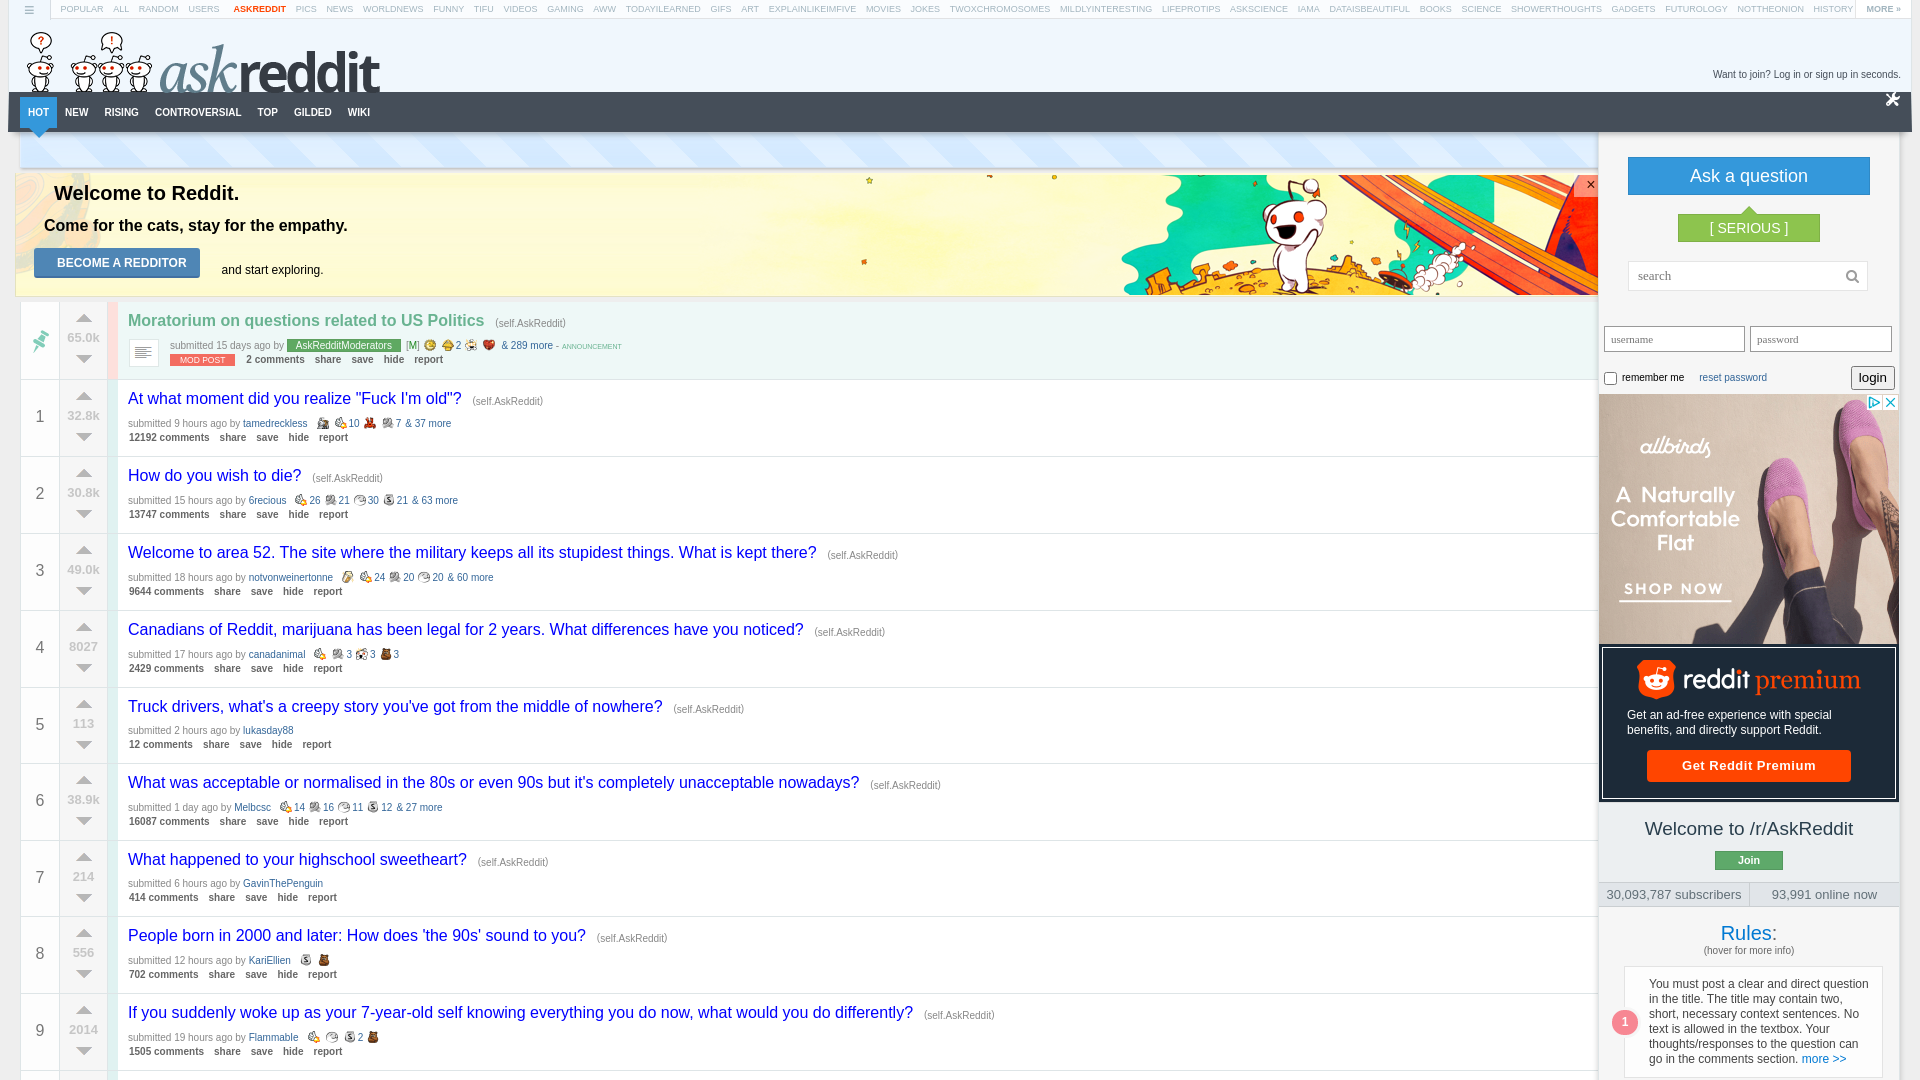 POPULAR ALL RANDOM USERS ASKREDDIT PICS NEWS WORLDNEWS FUNNY TIFU VIDEOS GAMING AWW TODAYILEARNED GIFS ART EXPLAINLIKEIMFIVE MOVIES JOKES TWOXCHROMOSOMES MILDLYINTERESTING LIFEPROTIPS ASKSCIENCE IAMA DATAISBEAUTIFUL BOOKS SCIENCE SHOWERTHOUGHTS GADGETS FUTUROLOGY NOTTHEONION HISTORY MORE »
? !
askreddit
Want to join? Log in or sign up in seconds.
HOT NEW RISING CONTROVERSIAL TOP GILDED WIKI
Welcome to Reddit.
Come for the cats, stay for the empathy.
BECOME A REDDITOR and start exploring.
×
65.0k
Moratorium on questions related to US Politics (self.AskReddit)
submitted 15 days ago by AskRedditModerators [M] 2 & 289 more - ANNOUNCEMENT
MOD POST 2 comments share save hide report
1 32.8k
At what moment did you realize "Fuck I'm old"? (self.AskReddit)
submitted 9 hours ago by tamedreckless 10 7 & 37 more
12192 comments share save hide report
2 30.8k
How do you wish to die? (self.AskReddit)
submitted 15 hours ago by 6recious 26 21 30 21 & 63 more
13747 comments share save hide report
3 49.0k
Welcome to area 52. The site where the military keeps all its stupidest things. What is kept there? (self.AskReddit)
submitted 18 hours ago by notvonweinertonne 24 20 20 & 60 more
9644 comments share save hide report
4 8027
Canadians of Reddit, marijuana has been legal for 2 years. What differences have you noticed? (self.AskReddit)
submitted 17 hours ago by canadanimal 3 3 3
2429 comments share save hide report
5 113
Truck drivers, what's a creepy story you've got from the middle of nowhere? (self.AskReddit)
submitted 2 hours ago by lukasday88
12 comments share save hide report
6 38.9k
What was acceptable or normalised in the 80s or even 90s but it's completely unacceptable nowadays? (self.AskReddit)
submitted 1 day ago by Melbcsc 14 16 11 12 & 27 more
16087 comments share save hide report
7 214
What happened to your highschool sweetheart? (self.AskReddit)
submitted 6 hours ago by GavinThePenguin
414 comments share save hide report
8 556
People born in 2000 and later: How does 'the 90s' sound to you? (self.AskReddit)
submitted 12 hours ago by KariEllien
702 comments share save hide report
9 2014
If you suddenly woke up as your 7-year-old self knowing everything you do now, what would you do differently? (self.AskReddit)
submitted 19 hours ago by Flammable 2
1505 comments share save hide report
Ask a question
[ SERIOUS ]
search
username password
remember me reset password login
allbirds
A Naturally
Comfortable
Flat
SHOP NOW
reddit premium
Get an ad-free experience with special
benefits, and directly support Reddit.
Get Reddit Premium
Welcome to /r/AskReddit
Join
30,093,787 subscribers 93,991 online now
Rules:
(hover for more info)
1
You must post a clear and direct question
in the title. The title may contain two,
short, necessary context sentences. No
text is allowed in the textbox. Your
thoughts/responses to the question can
go in the comments section. more >>